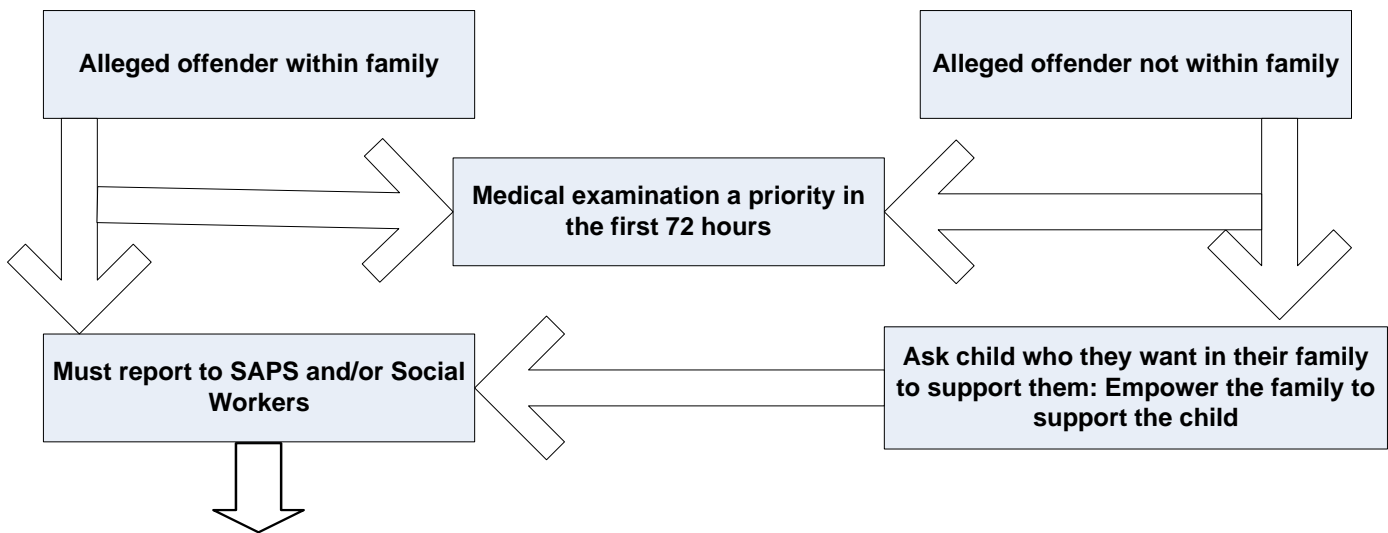 Alleged offender within family
Alleged offender not within family
Medical examination a priority in
the first 72 hours
Must report to SAPS and/or Social
Workers
Ask child who they want in their family
to support them: Empower the family to
support the child